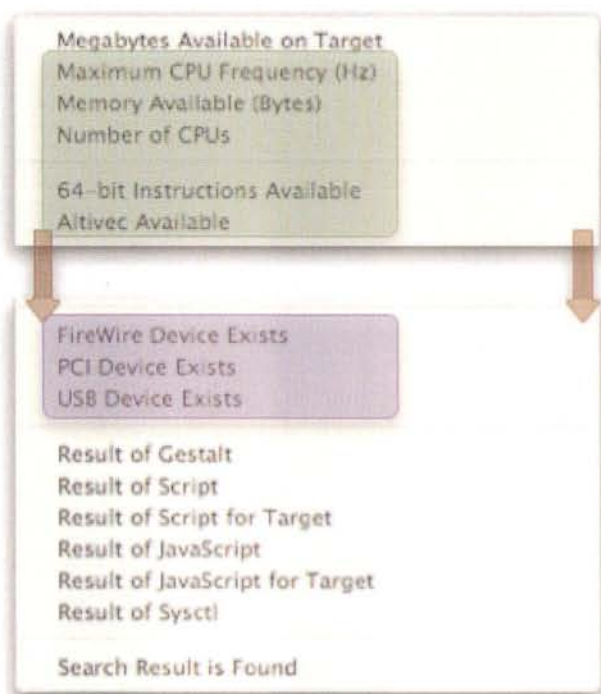 Megabytes Available on Target
Maximum CPU Frequency (Hz)
Memory Available (Bytes)
Number of CPUs
64-bit Instructions Available
Altivec Available
FireWire Device Exists
PCI Device Exists
USB Device Exists
Result of Gestalt
Result of Script
Result of Script for Target
Result of JavaScript
Result of JavaScript for Target
Result of Sysctl
Search Result is Found